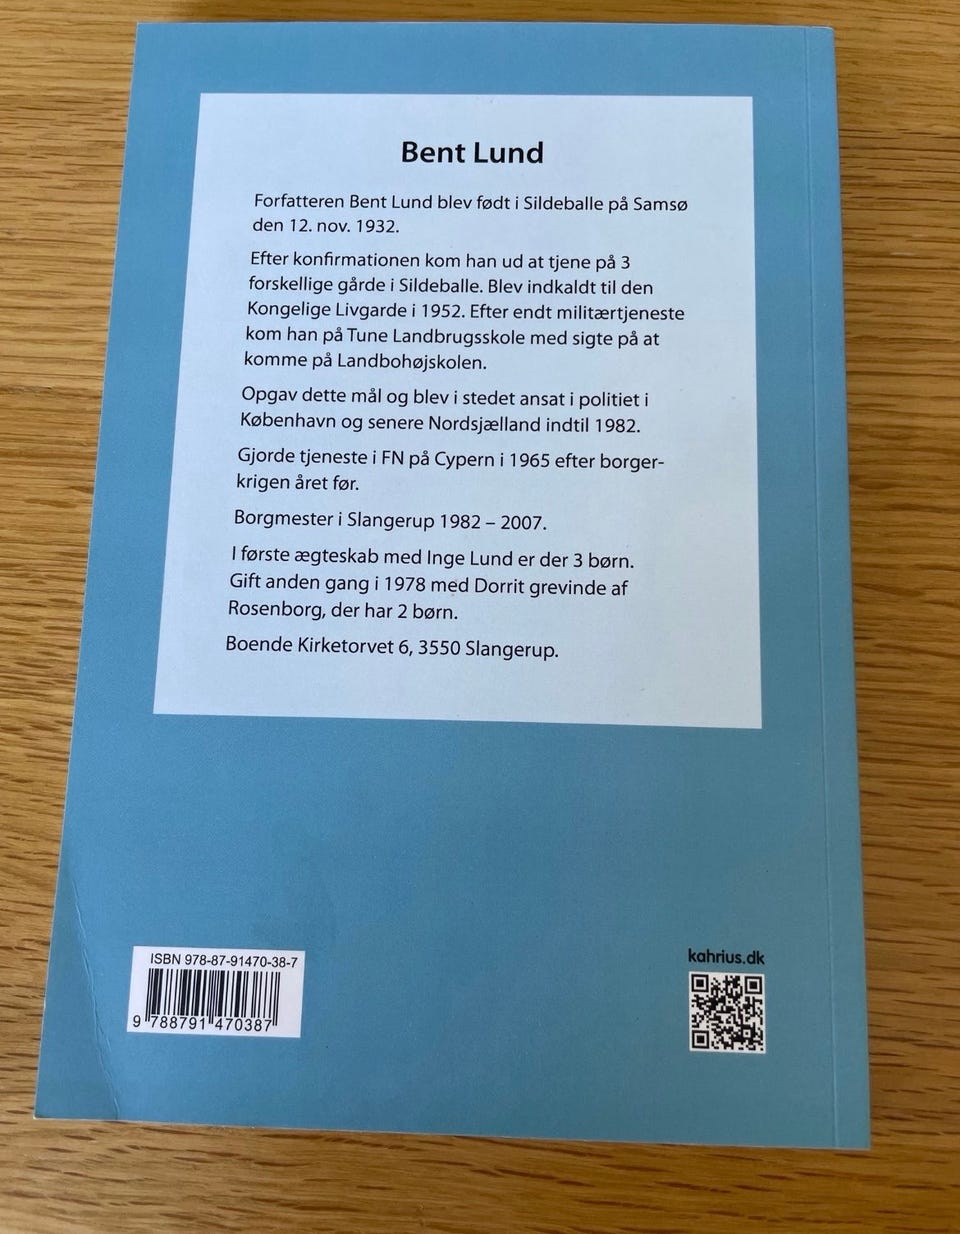 Bent Lund
Forfatteren Bent Lund blev født i Sildeballe på Samsø
den 12. nov. 1932.
Efter konfirmationen kom han ud at tjene på 3
forskellige gårde i Sildeballe. Blev indkaldt til den
Kongelige Livgarde i 1952. Efter endt militærtjeneste
kom han på Tune Landbrugsskole med sigte på at
komme på Landbohøjskolen.
Opgav dette mål og blev i stedet ansat i politiet i
København og senere Nordsjælland indtil 1982.
Gjorde tjeneste i FN på Cypern i 1965 efter borger-
krigen året før.
Borgmester i Slangerup 1982 – 2007.
I første ægteskab med Inge Lund er der 3 børn.
Gift anden gang i 1978 med Dorrit grevinde af
Rosenborg, der har 2 børn.
Boende Kirketorvet 6, 3550 Slangerup.
ISBN 978-87-91470-38-7
9 788791 470387
kahrius.dk